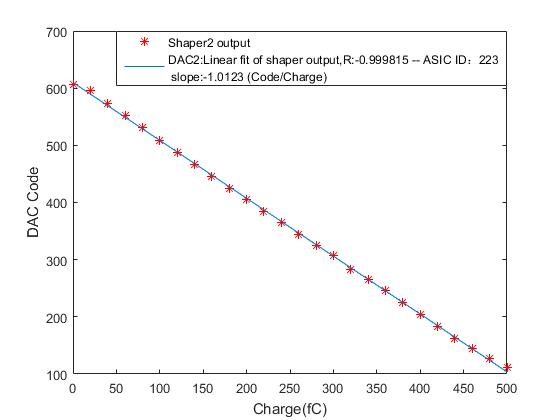 700
600
500
400
300
200
100
DAC Code
Shaper2 output
DAC2:Linear fit of shaper output,R:-0.999815 -- ASIC ID：223
slope:-1.0123 (Code/Charge)
0 50 100 150 200 250 300 350 400 450 500
Charge(fC)